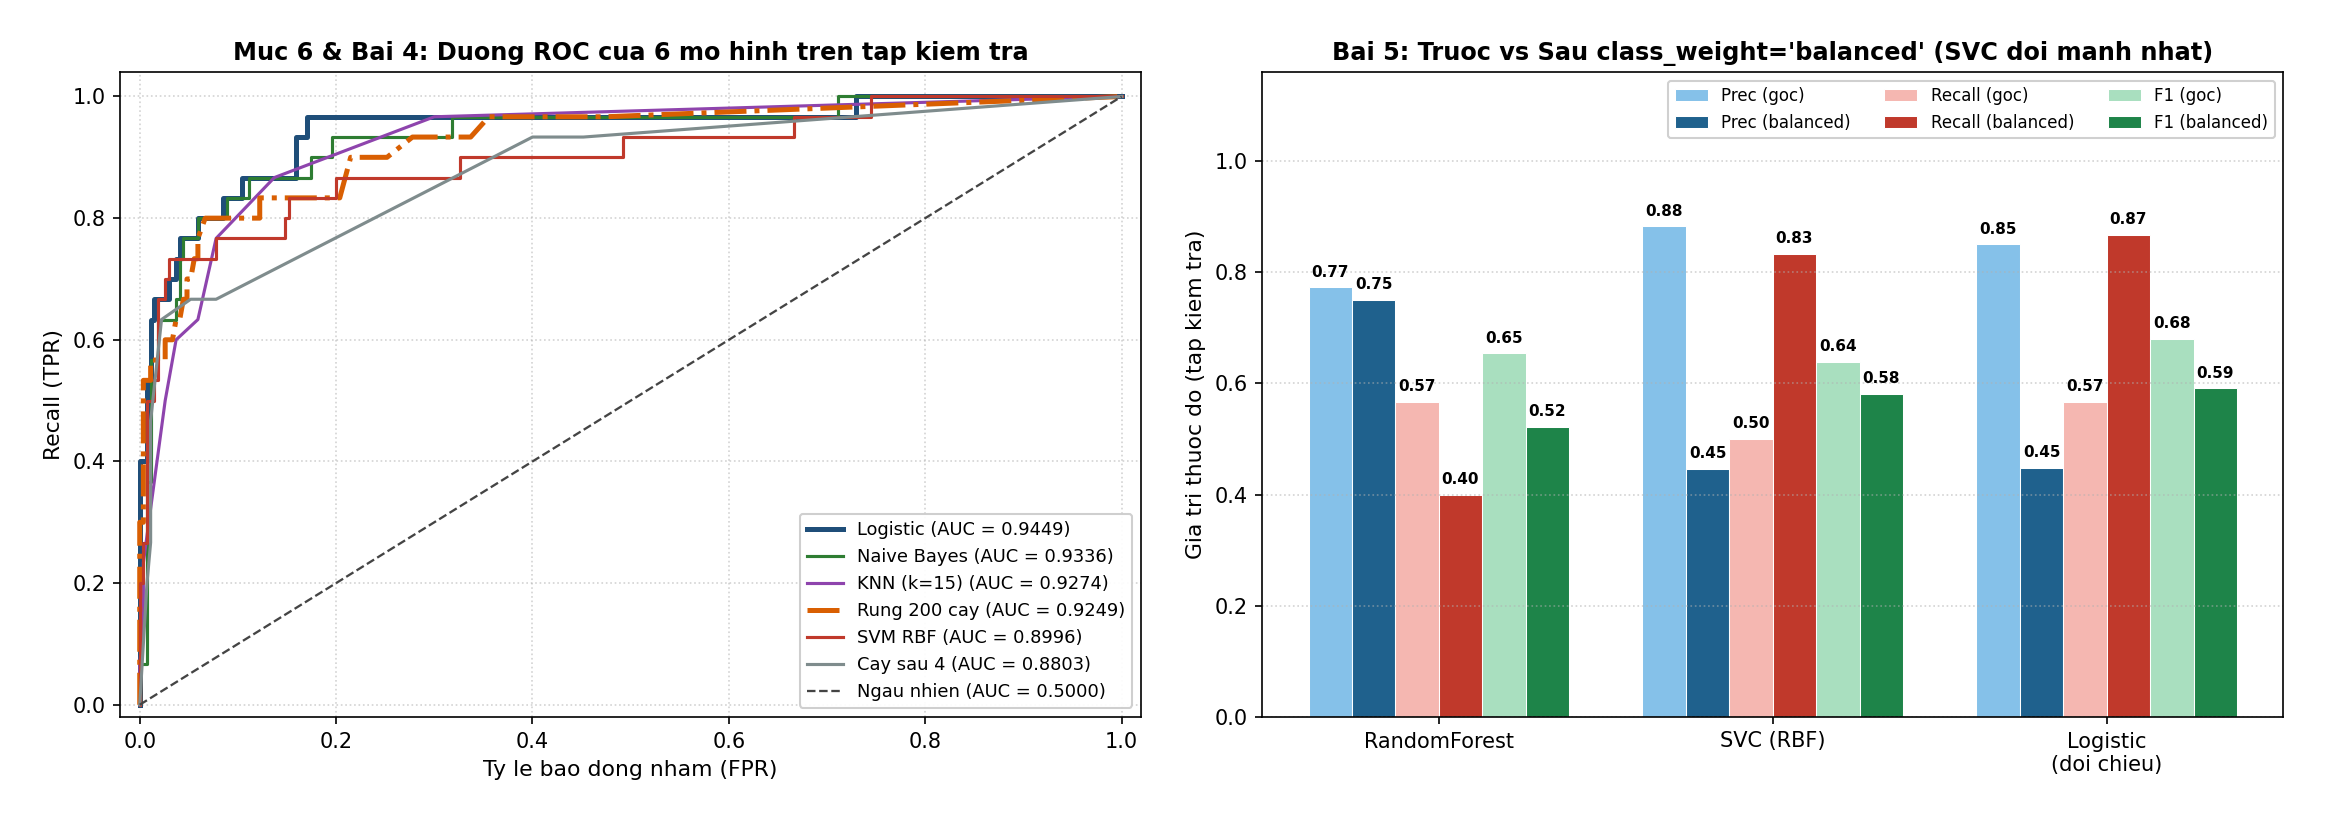 Muc 6 & Bai 4: Duong ROC cua 6 mo hinh tren tap kiem tra
Recall (TPR)
1.0
0.8
0.6
0.4
0.2
0.0
0.0 0.2 0.4 0.6 0.8 1.0
Ty le bao dong nham (FPR)
Logistic (AUC = 0.9449)
Naive Bayes (AUC = 0.9336)
KNN (k=15) (AUC = 0.9274)
Rung 200 cay (AUC = 0.9249)
SVM RBF (AUC = 0.8996)
Cay sau 4 (AUC = 0.8803)
Ngau nhien (AUC = 0.5000)
Bai 5: Truoc vs Sau class_weight='balanced' (SVC doi manh nhat)
Prec (goc) Recall (goc) F1 (goc)
Prec (balanced) Recall (balanced) F1 (balanced)
Gia tri thuoc do (tap kiem tra)
1.0
0.8
0.6
0.4
0.2
0.0
0.77 0.75 0.57 0.40 0.65 0.52
0.88 0.45 0.50 0.83 0.64 0.58
0.85 0.45 0.57 0.87 0.68 0.59
RandomForest SVC (RBF) Logistic
(doi chieu)